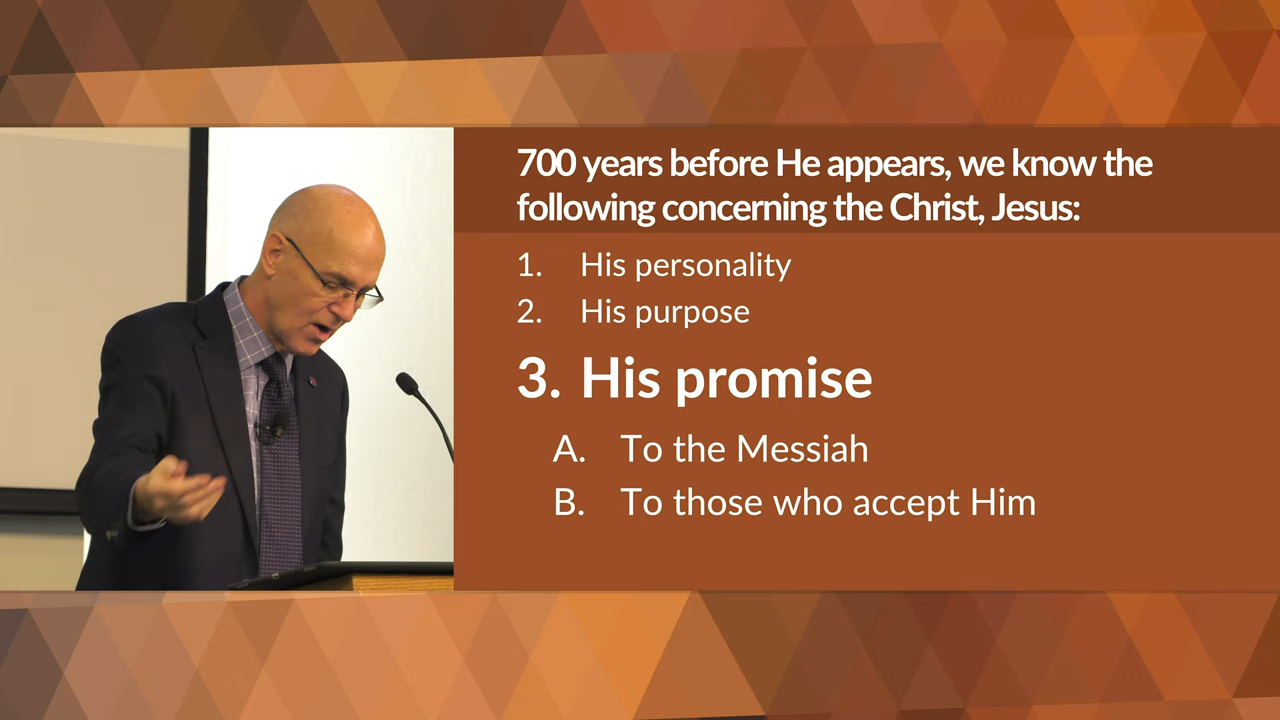 700 years before He appears, we know the
following concerning the Christ, Jesus:
1. His personality
2. His purpose
3. His promise
A. To the Messiah
B. To those who accept Him